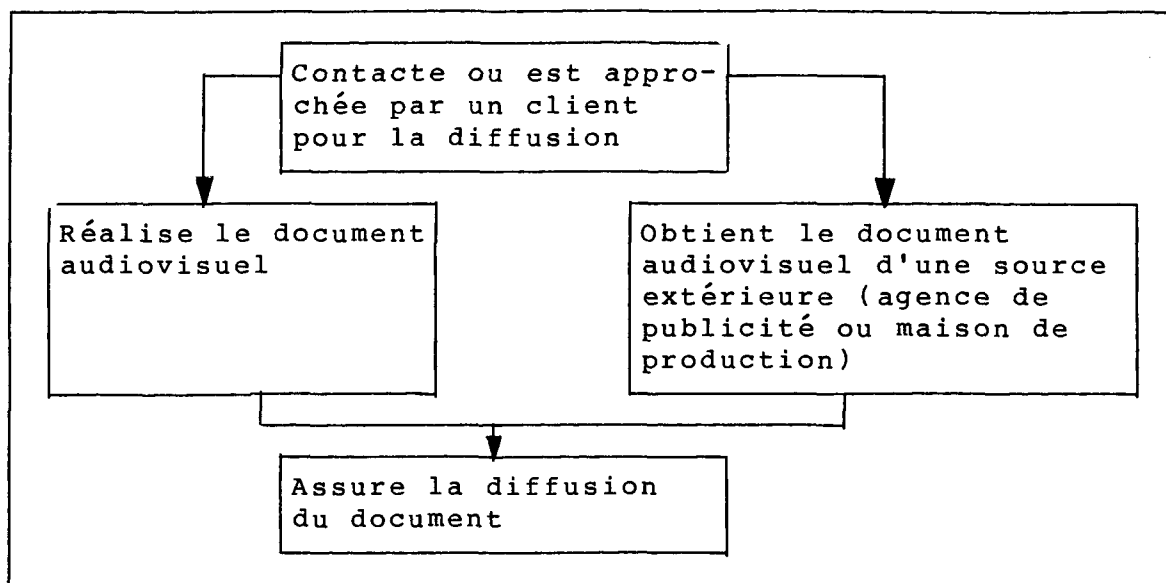 Contacte ou est appro-
chée par un client
pour la diffusion
Réalise le document
audiovisuel
Obtient le document
audiovisuel d'une source
extérieure (agence de
publicité ou maison de
production)
Assure la diffusion
du document